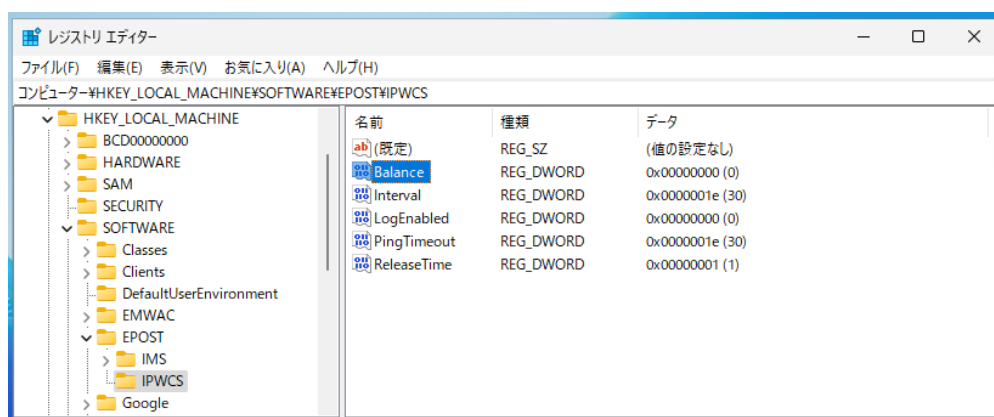 レジストリ エディター
ファイル(F) 編集(E) 表示(V) お気に入り(A) ヘルプ(H)
コンピューター¥HKEY_LOCAL_MACHINE¥SOFTWARE¥EPOST¥IPWCS
HKEY_LOCAL_MACHINE
BCD00000000
HARDWARE
SAM
SECURITY
SOFTWARE
Classes
Clients
DefaultUserEnvironment
EMWAC
EPOST
IMS
IPWCS
Google
名前 種類 データ
ab (既定) REG_SZ (値の設定なし)
Balance REG_DWORD 0x00000000 (0)
Interval REG_DWORD 0x0000001e (30)
LogEnabled REG_DWORD 0x00000000 (0)
PingTimeout REG_DWORD 0x0000001e (30)
ReleaseTime REG_DWORD 0x00000001 (1)